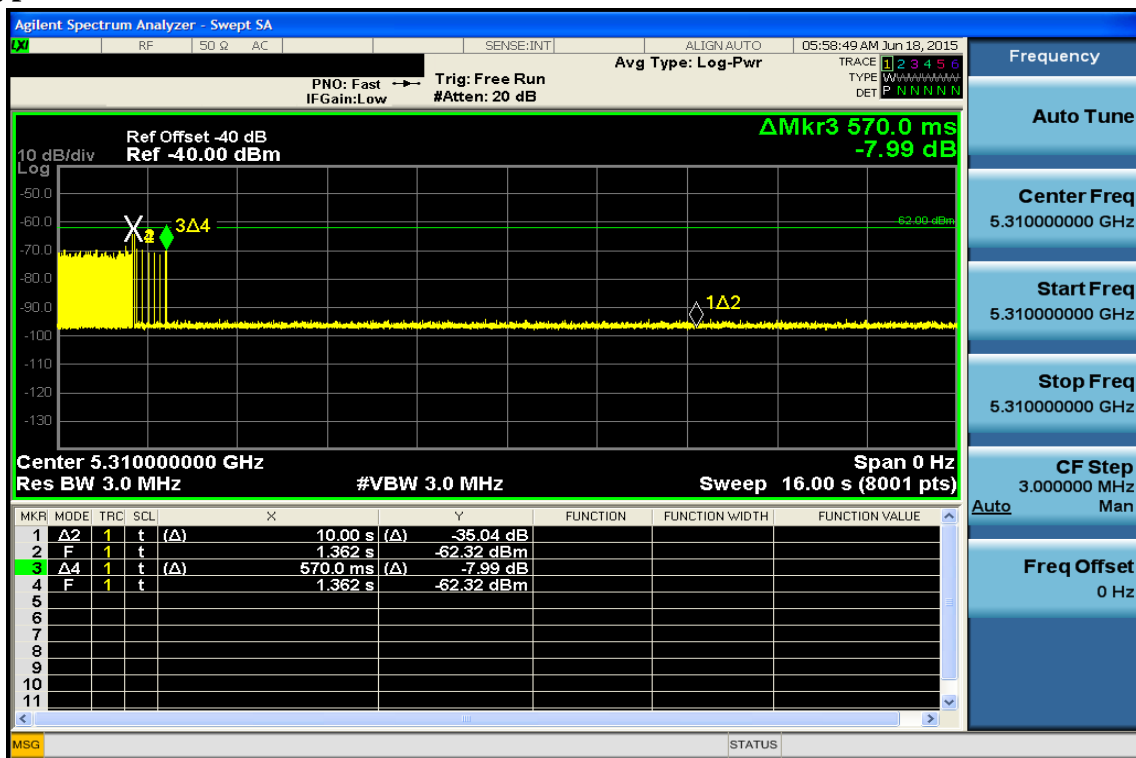 Agilent Spectrum Analyzer - Swept SA
LXI RF 50 Ω AC SENSE:INT ALIGN AUTO 05:58:49 AM Jun 18, 2015
PNO: Fast Trig: Free Run Avg Type: Log-Pwr TRACE 1 2 3 4 5 6
IFGain:Low #Atten: 20 dB TYPE WWWWWW
DET P N N N N N
ΔMkr3 570.0 ms
-7.99 dB
Ref Offset -40 dB
10 dB/div Ref -40.00 dBm
Log
-50.0
-60.0
-70.0
-80.0
-90.0
-100
-110
-120
-130
3Δ4
1Δ2
-62.00 dBm
Center 5.310000000 GHz Span 0 Hz
Res BW 3.0 MHz #VBW 3.0 MHz Sweep 16.00 s (8001 pts)
MKR MODE TRC SCL X Y FUNCTION FUNCTION WIDTH FUNCTION VALUE
1 Δ2 1 t (Δ) 10.00 s (Δ) -35.04 dB
2 F 1 t 1.362 s -62.32 dBm
3 Δ4 1 t (Δ) 570.0 ms (Δ) -7.99 dB
4 F 1 t 1.362 s -62.32 dBm
5
6
7
8
9
10
11
MSG STATUS
Frequency
Auto Tune
Center Freq
5.310000000 GHz
Start Freq
5.310000000 GHz
Stop Freq
5.310000000 GHz
CF Step
3.000000 MHz
Auto Man
Freq Offset
0 Hz